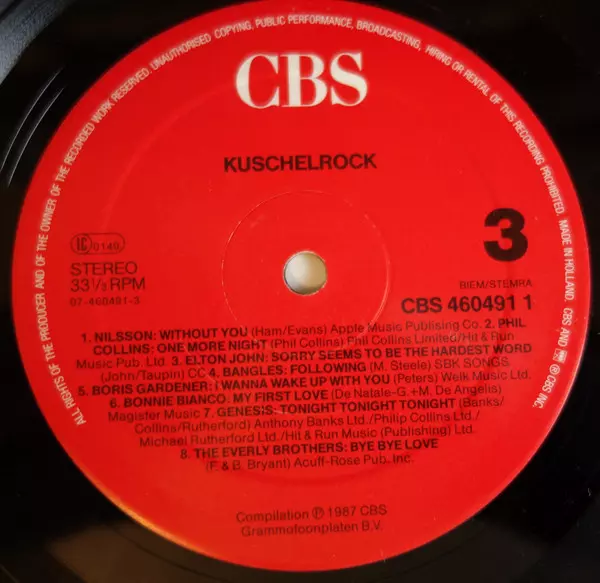 ALL RIGHTS OF THE PRODUCER AND OF THE OWNER OF THE RECORDED WORK RESERVED. UNAUTHORISED COPYING, PUBLIC PERFORMANCE, BROADCASTING, HIRING OR RENTAL OF THIS RECORDING PROHIBITED. MADE IN HOLLAND. CBS AND ARE ® CBS INC.
CBS
KUSCHELROCK
IC 0149
STEREO
33⅓ RPM
07-460491-3
3
BIEM/STEMRA
CBS 460491 1
1. NILSSON: WITHOUT YOU (Ham/Evans) Apple Music Publising Co. 2. PHIL
COLLINS: ONE MORE NIGHT (Phil Collins) Phil Collins Limited/Hit & Run
Music Pub. Ltd. 3. ELTON JOHN: SORRY SEEMS TO BE THE HARDEST WORD
(John/Taupin) CC 4. BANGLES: FOLLOWING (M. Steele) SBK SONGS
5. BORIS GARDENER: I WANNA WAKE UP WITH YOU (Peters) Welk Music Ltd.
6. BONNIE BIANCO: MY FIRST LOVE (De Natale-G.+M. De Angelis)
Magister Music 7. GENESIS: TONIGHT TONIGHT TONIGHT (Banks/
Collins/Rutherford) Anthony Banks Ltd./Philip Collins Ltd./
Michael Rutherford Ltd./Hit & Run Music (Publishing) Ltd.
8. THE EVERLY BROTHERS: BYE BYE LOVE
(F. & B. Bryant) Acuff-Rose Pub. Inc.
Compilation ℗ 1987 CBS
Grammofoonplaten B.V.